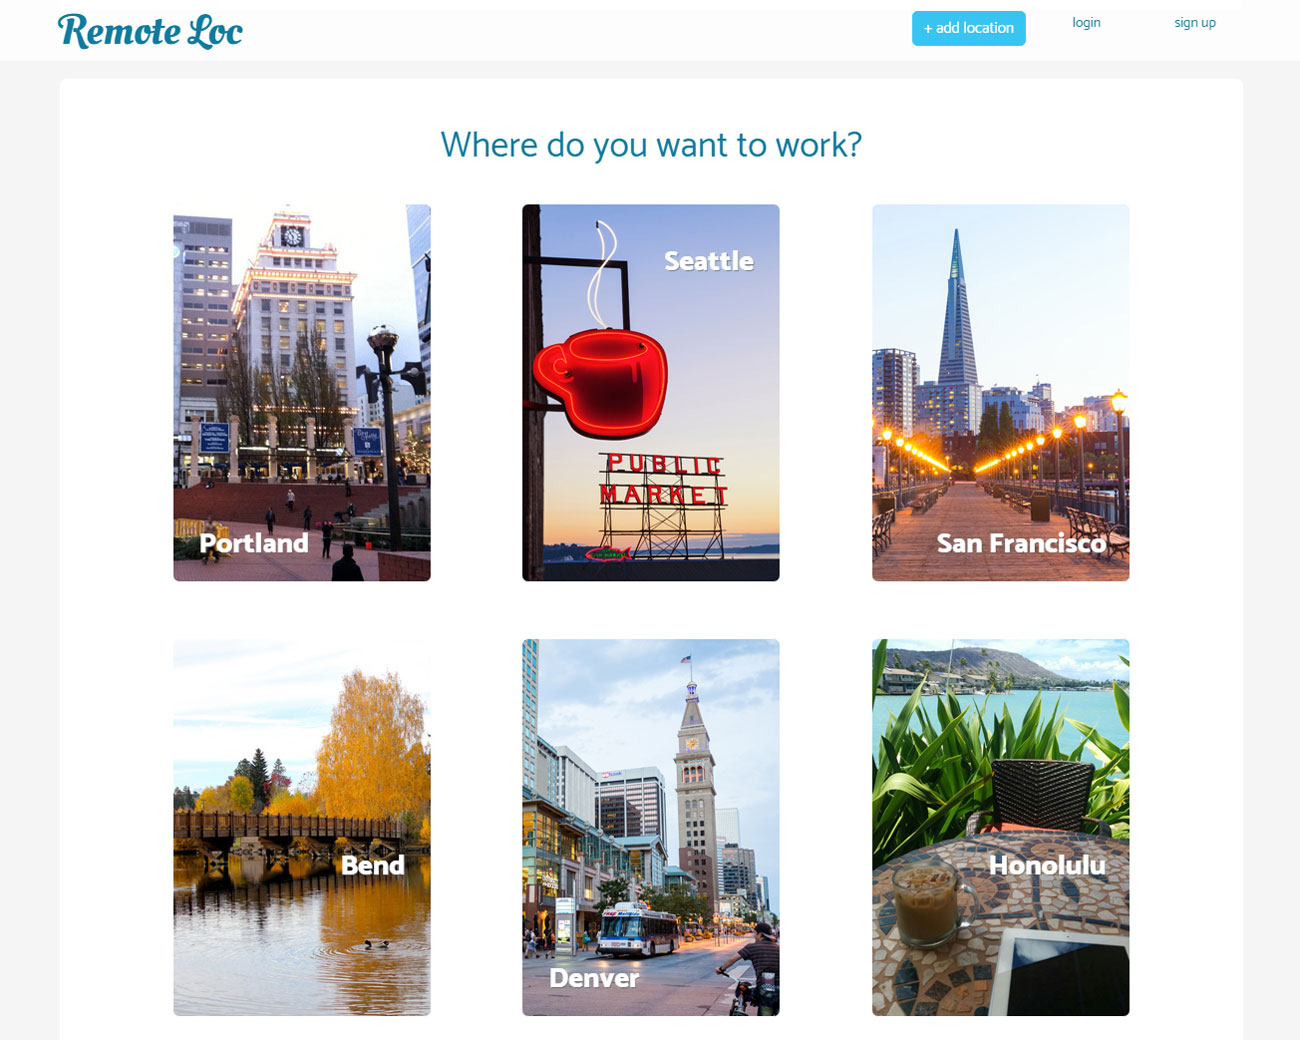 Remote Loc
+ add location
login
sign up
Where do you want to work?
Seattle
PUBLIC
MARKET
Portland
San Francisco
Bend
Honolulu
Denver